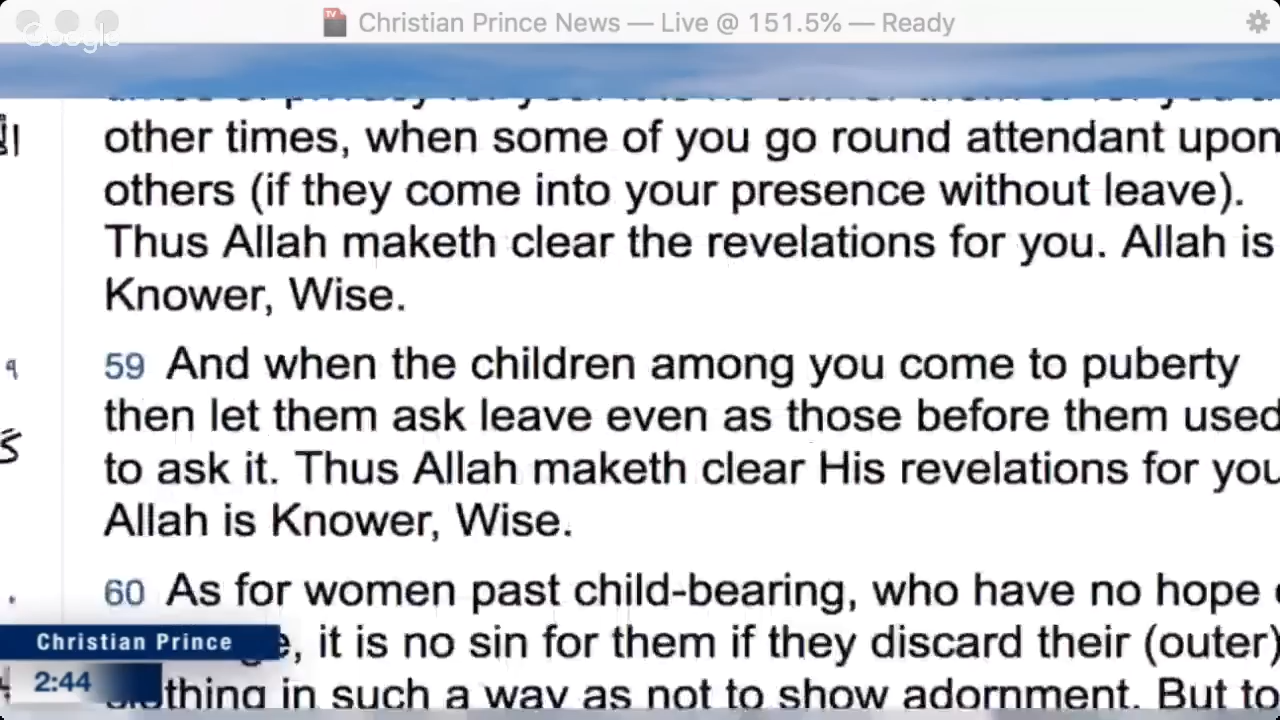 Google
TV
Christian Prince News — Live @ 151.5% — Ready
other times, when some of you go round attendant upon
others (if they come into your presence without leave).
Thus Allah maketh clear the revelations for you. Allah is
Knower, Wise.
59 And when the children among you come to puberty
then let them ask leave even as those before them used
to ask it. Thus Allah maketh clear His revelations for you
Allah is Knower, Wise.
60 As for women past child-bearing, who have no hope
it is no sin for them if they discard their (outer)
in such a way as not to show adornment. But to
Christian Prince
2:44